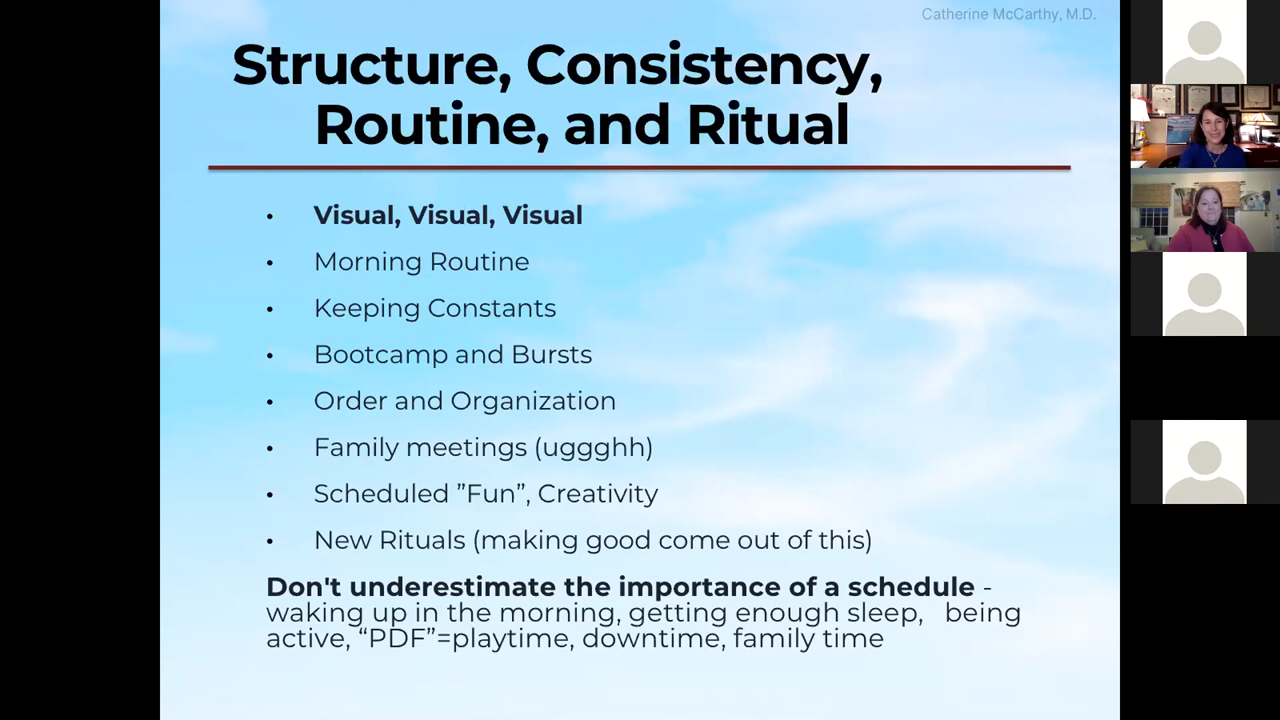 Catherine McCarthy, M.D.
Structure, Consistency,
Routine, and Ritual
• Visual, Visual, Visual
• Morning Routine
• Keeping Constants
• Bootcamp and Bursts
• Order and Organization
• Family meetings (uggghh)
• Scheduled ”Fun”, Creativity
• New Rituals (making good come out of this)
Don't underestimate the importance of a schedule -
waking up in the morning, getting enough sleep, being
active, “PDF”=playtime, downtime, family time